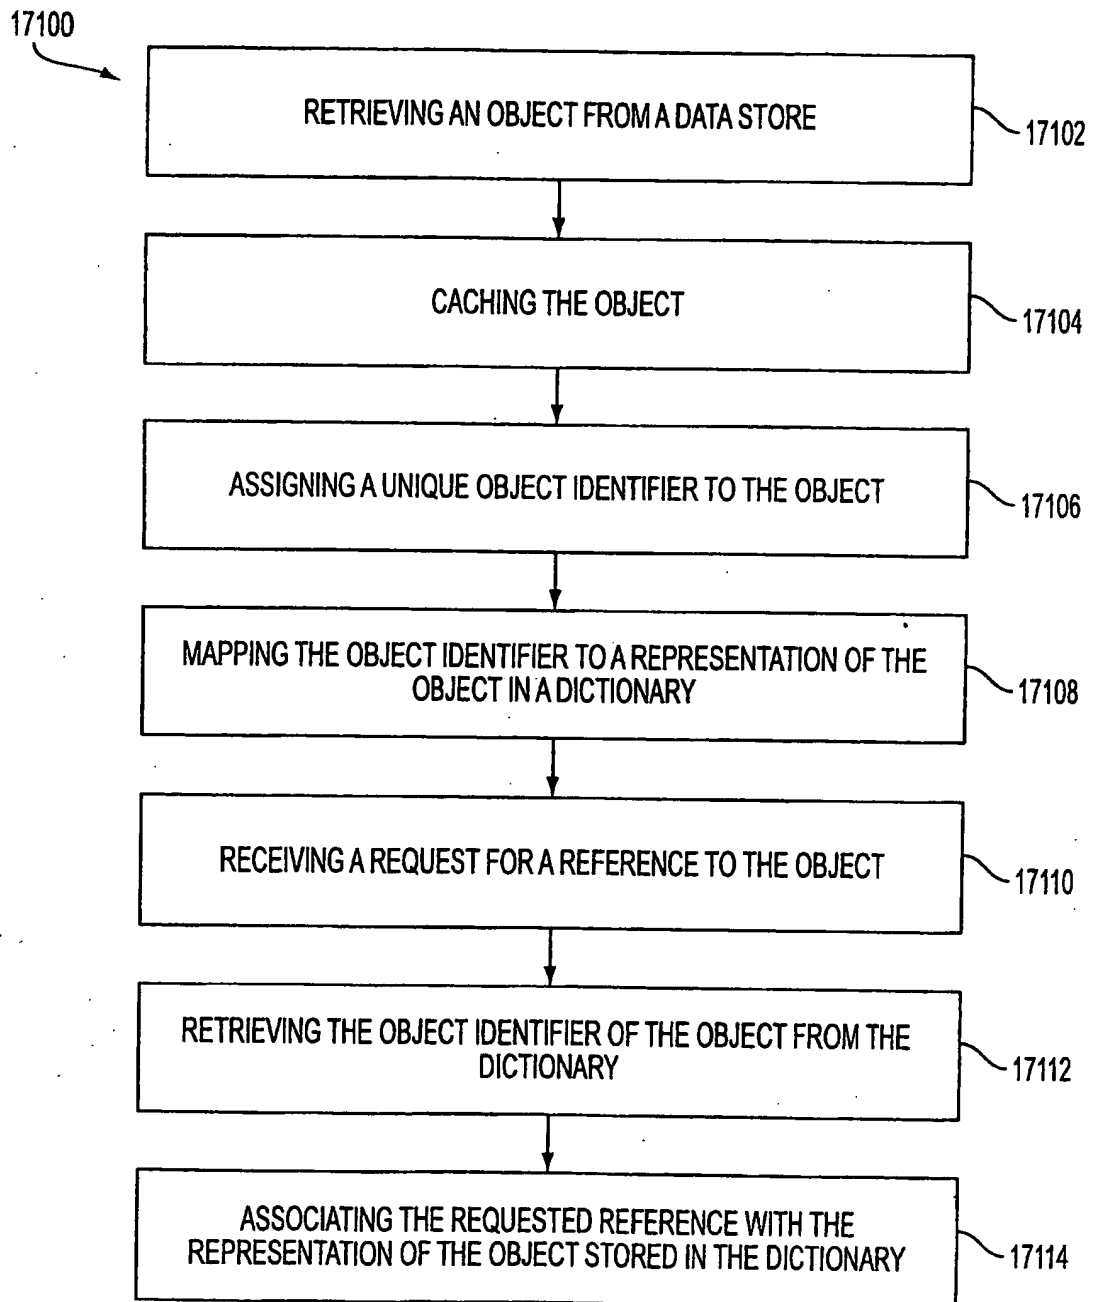 17100
RETRIEVING AN OBJECT FROM A DATA STORE
17102
CACHING THE OBJECT
17104
ASSIGNING A UNIQUE OBJECT IDENTIFIER TO THE OBJECT
17106
MAPPING THE OBJECT IDENTIFIER TO A REPRESENTATION OF THE
OBJECT IN A DICTIONARY
17108
RECEIVING A REQUEST FOR A REFERENCE TO THE OBJECT
17110
RETRIEVING THE OBJECT IDENTIFIER OF THE OBJECT FROM THE
DICTIONARY
17112
ASSOCIATING THE REQUESTED REFERENCE WITH THE
REPRESENTATION OF THE OBJECT STORED IN THE DICTIONARY
17114